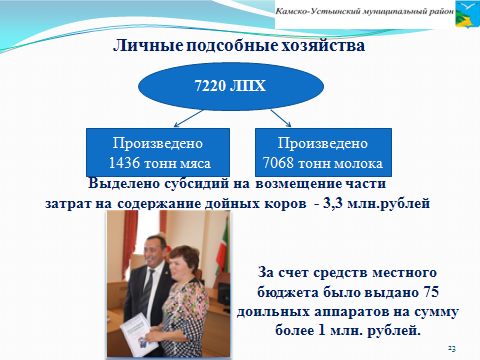 Камско-Устьинский муниципальный район
Личные подсобные хозяйства
7220 ЛПХ
Произведено
1436 тонн мяса
Произведено
7068 тонн молока
Выделено субсидий на возмещение части
затрат на содержание дойных коров - 3,3 млн.рублей
За счет средств местного
бюджета было выдано 75
доильных аппаратов на сумму
более 1 млн. рублей.
23